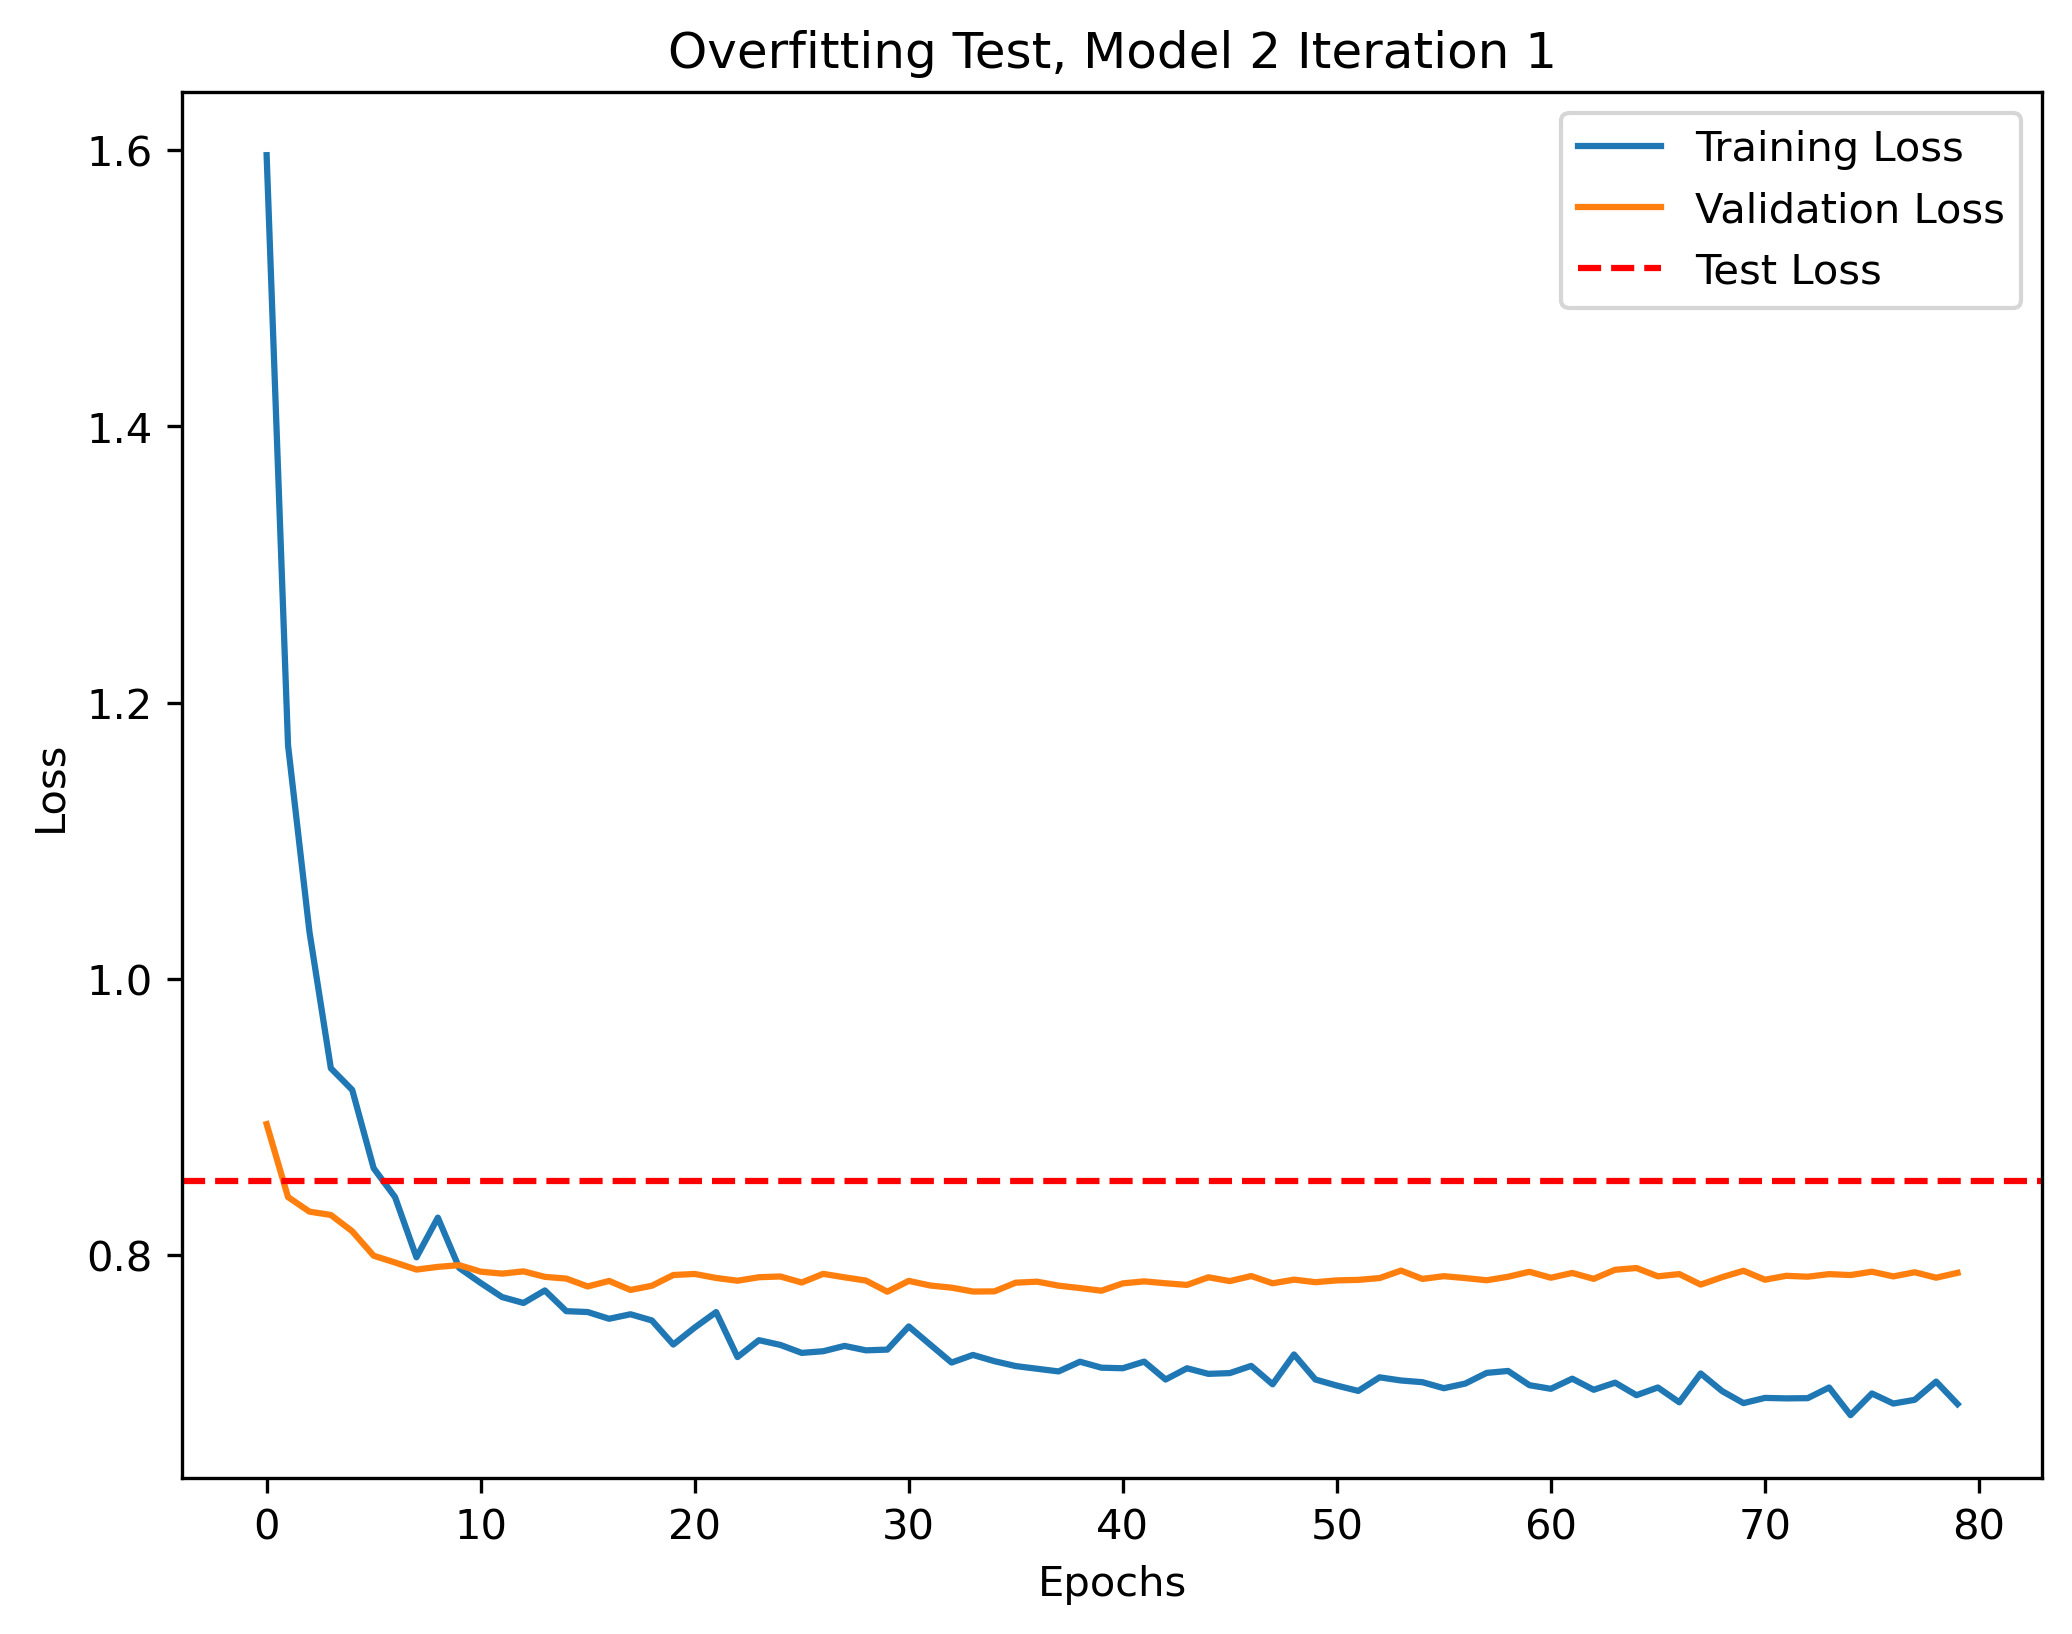 Overfitting Test, Model 2 Iteration 1
Training Loss
Validation Loss
Test Loss
Loss
1.6
1.4
1.2
1.0
0.8
0 10 20 30 40 50 60 70 80
Epochs